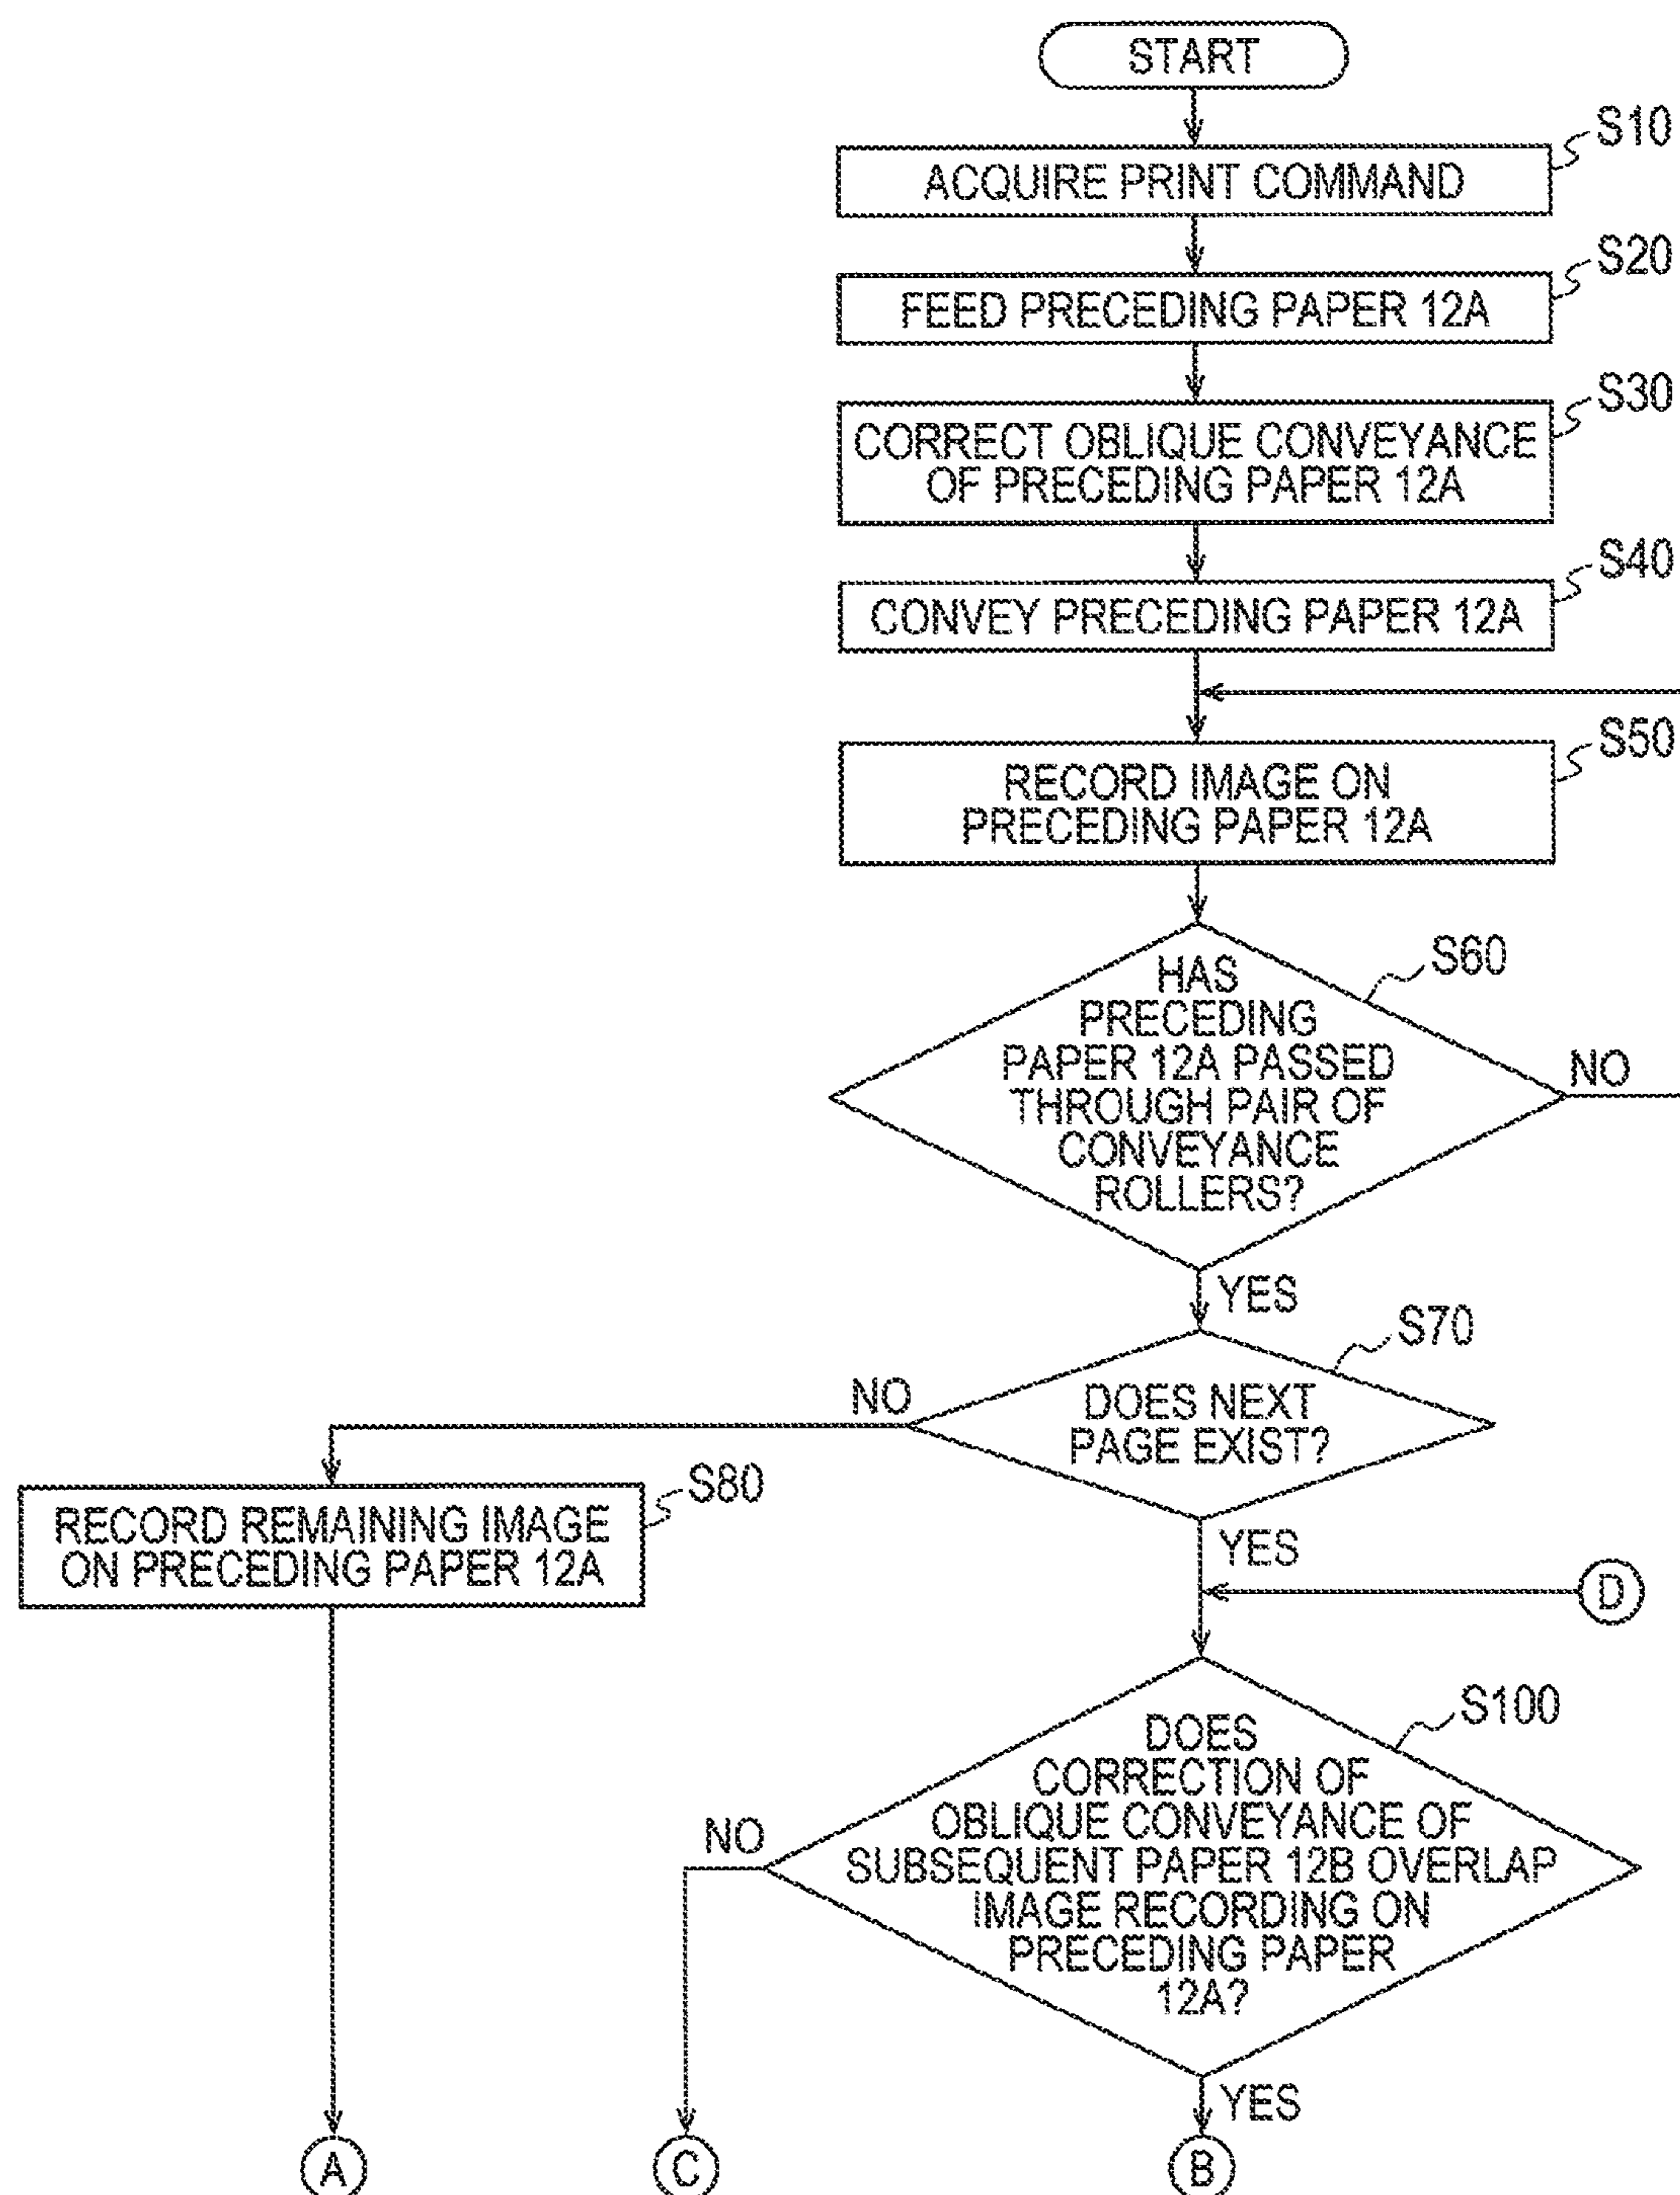 START
S10
ACQUIRE PRINT COMMAND
S20
FEED PRECEDING PAPER 12A
S30
CORRECT OBLIQUE CONVEYANCE
OF PRECEDING PAPER 12A
S40
CONVEY PRECEDING PAPER 12A
S50
RECORD IMAGE ON
PRECEDING PAPER 12A
S60
HAS
PRECEDING
PAPER 12A PASSED
THROUGH PAIR OF
CONVEYANCE
ROLLERS?
NO
YES
S70
NO
DOES NEXT
PAGE EXIST?
S80
RECORD REMAINING IMAGE
ON PRECEDING PAPER 12A
YES
D
S100
DOES
CORRECTION OF
OBLIQUE CONVEYANCE OF
SUBSEQUENT PAPER 12B OVERLAP
IMAGE RECORDING ON
PRECEDING PAPER
12A?
NO
YES
A
C
B